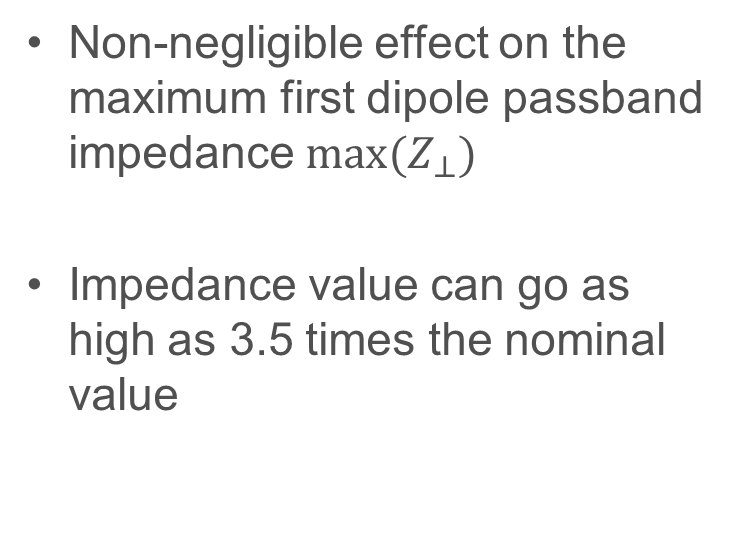 • Non-negligible effect on the
maximum first dipole passband
impedance max(Z⊥)
• Impedance value can go as
high as 3.5 times the nominal
value